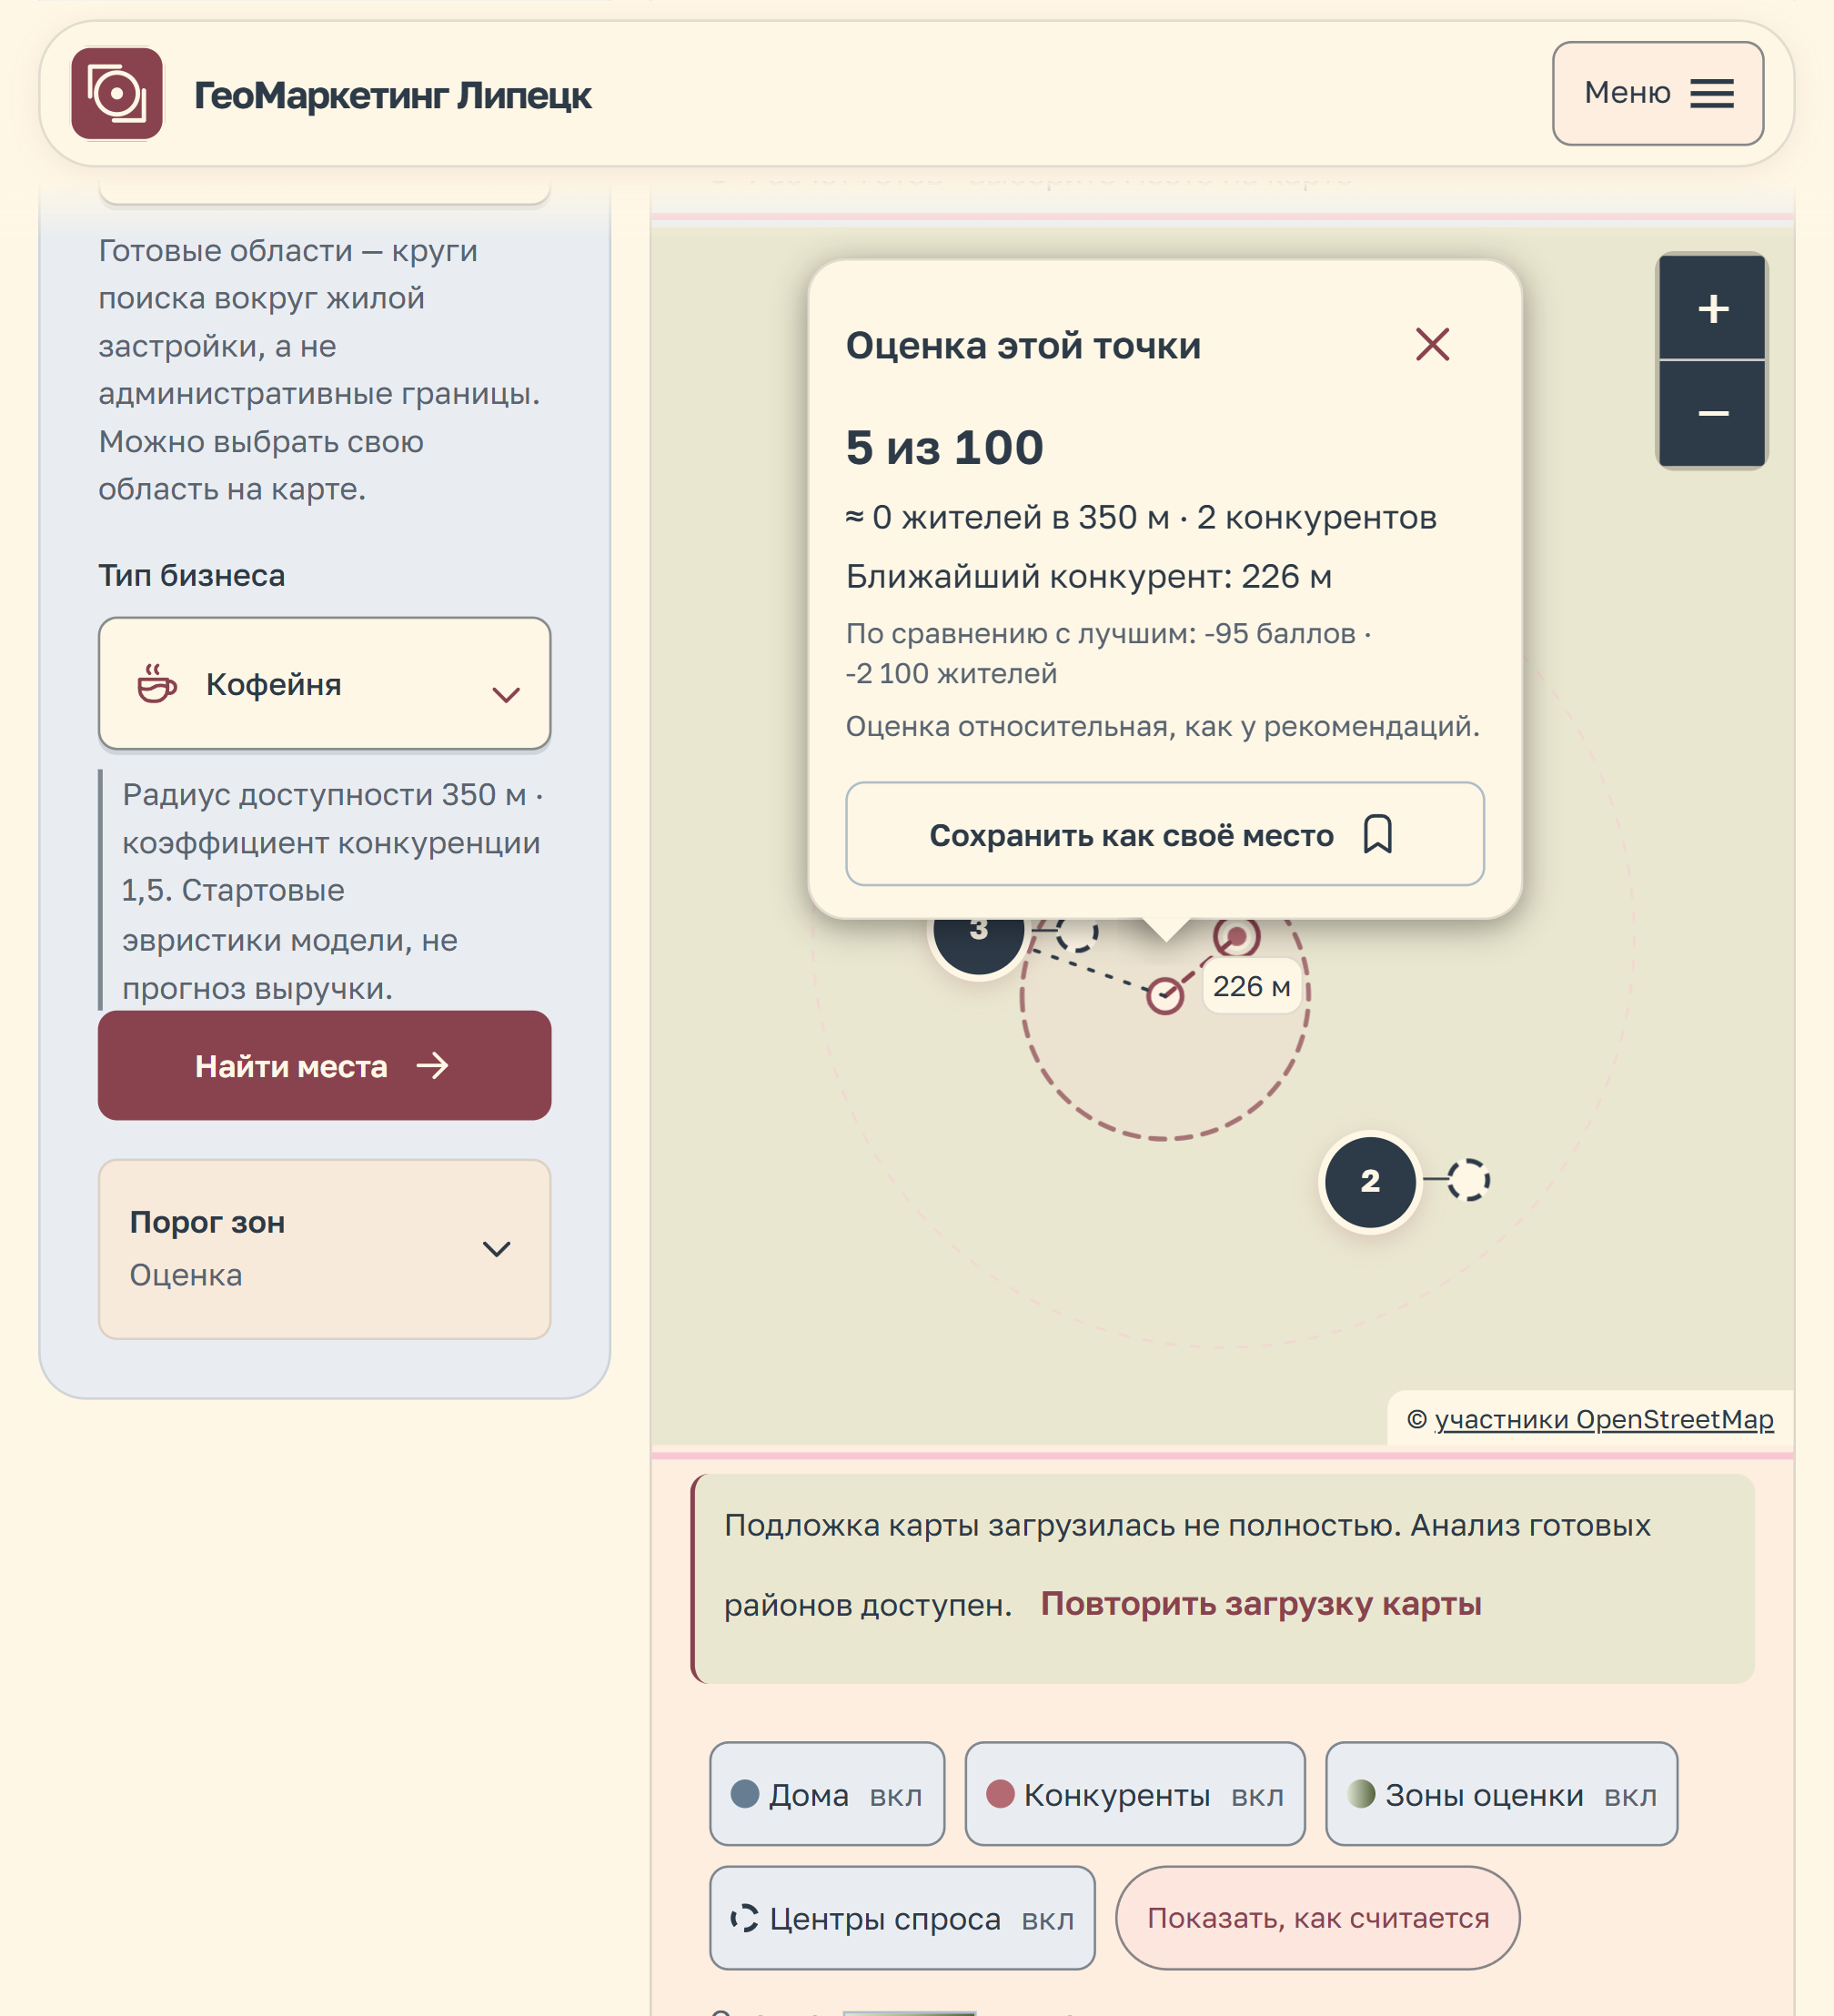 ГеоМаркетинг Липецк
Меню
Готовые области — круги
поиска вокруг жилой
застройки, а не
административные границы.
Можно выбрать свою
область на карте.
Тип бизнеса
Кофейня
Радиус доступности 350 м ·
коэффициент конкуренции
1,5. Стартовые
эвристики модели, не
прогноз выручки.
Найти места
Порог зон
Оценка
+
−
Оценка этой точки
5 из 100
≈ 0 жителей в 350 м · 2 конкурентов
Ближайший конкурент: 226 м
По сравнению с лучшим: -95 баллов ·
-2 100 жителей
Оценка относительная, как у рекомендаций.
Сохранить как своё место
3
226 м
2
© участники OpenStreetMap
Подложка карты загрузилась не полностью. Анализ готовых
районов доступен. Повторить загрузку карты
Дома вкл
Конкуренты вкл
Зоны оценки вкл
Центры спроса вкл
Показать, как считается